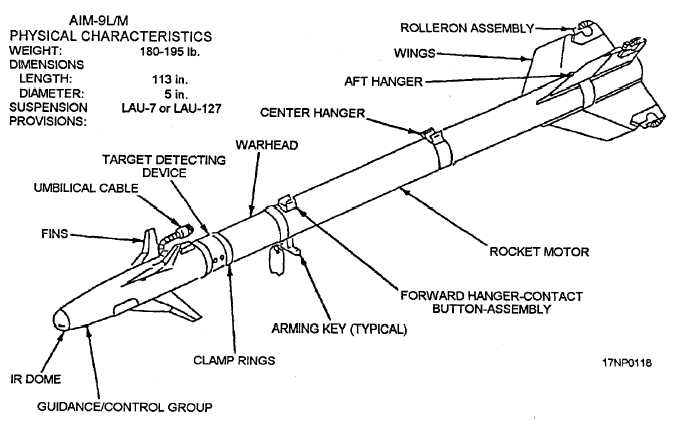 AIM-9L/M
PHYSICAL CHARACTERISTICS
WEIGHT: 180-195 lb.
DIMENSIONS
LENGTH: 113 in.
DIAMETER: 5 in.
SUSPENSION LAU-7 or LAU-127
PROVISIONS:
ROLLERON ASSEMBLY
WINGS
AFT HANGER
CENTER HANGER
WARHEAD
TARGET DETECTING
DEVICE
UMBILICAL CABLE
FINS
ROCKET MOTOR
FORWARD HANGER-CONTACT
BUTTON-ASSEMBLY
ARMING KEY (TYPICAL)
CLAMP RINGS
IR DOME
GUIDANCE/CONTROL GROUP
17NP0118